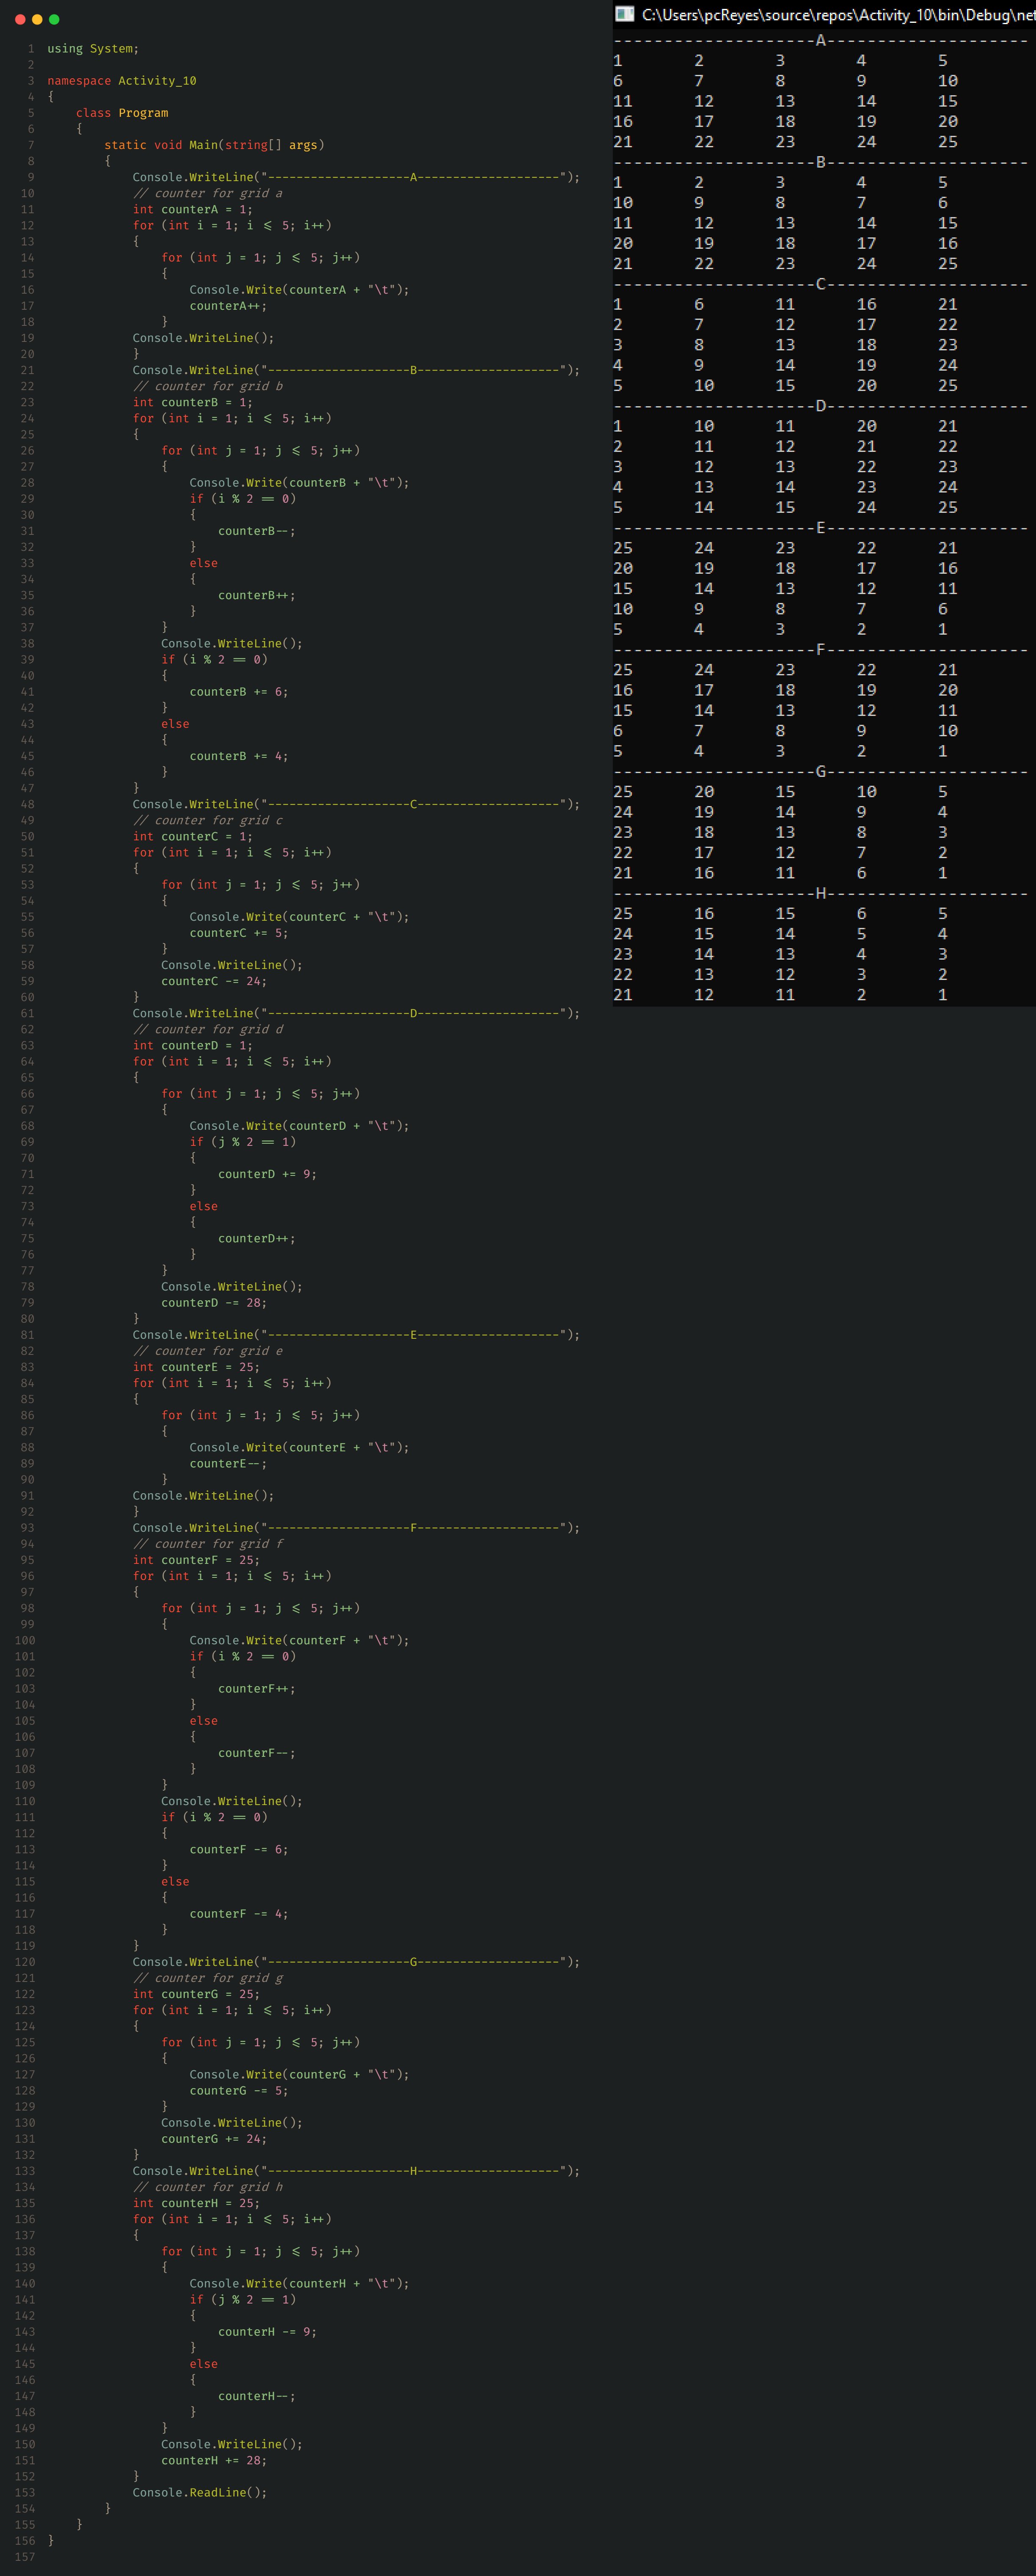 1 using System;
2
3 namespace Activity_10
4 {
5     class Program
6     {
7         static void Main(string[] args)
8         {
9             Console.WriteLine("--------------------A--------------------");
10             // counter for grid a
11             int counterA = 1;
12             for (int i = 1; i <= 5; i++)
13             {
14                 for (int j = 1; j <= 5; j++)
15                 {
16                     Console.Write(counterA + "\t");
17                     counterA++;
18                 }
19             Console.WriteLine();
20             }
21             Console.WriteLine("--------------------B--------------------");
22             // counter for grid b
23             int counterB = 1;
24             for (int i = 1; i <= 5; i++)
25             {
26                 for (int j = 1; j <= 5; j++)
27                 {
28                     Console.Write(counterB + "\t");
29                     if (i % 2 == 0)
30                     {
31                         counterB--;
32                     }
33                     else
34                     {
35                         counterB++;
36                     }
37                 }
38                 Console.WriteLine();
39                 if (i % 2 == 0)
40                 {
41                     counterB += 6;
42                 }
43                 else
44                 {
45                     counterB += 4;
46                 }
47             }
48             Console.WriteLine("--------------------C--------------------");
49             // counter for grid c
50             int counterC = 1;
51             for (int i = 1; i <= 5; i++)
52             {
53                 for (int j = 1; j <= 5; j++)
54                 {
55                     Console.Write(counterC + "\t");
56                     counterC += 5;
57                 }
58                 Console.WriteLine();
59                 counterC -= 24;
60             }
61             Console.WriteLine("--------------------D--------------------");
62             // counter for grid d
63             int counterD = 1;
64             for (int i = 1; i <= 5; i++)
65             {
66                 for (int j = 1; j <= 5; j++)
67                 {
68                     Console.Write(counterD + "\t");
69                     if (j % 2 == 1)
70                     {
71                         counterD += 9;
72                     }
73                     else
74                     {
75                         counterD++;
76                     }
77                 }
78                 Console.WriteLine();
79                 counterD -= 28;
80             }
81             Console.WriteLine("--------------------E--------------------");
82             // counter for grid e
83             int counterE = 25;
84             for (int i = 1; i <= 5; i++)
85             {
86                 for (int j = 1; j <= 5; j++)
87                 {
88                     Console.Write(counterE + "\t");
89                     counterE--;
90                 }
91             Console.WriteLine();
92             }
93             Console.WriteLine("--------------------F--------------------");
94             // counter for grid f
95             int counterF = 25;
96             for (int i = 1; i <= 5; i++)
97             {
98                 for (int j = 1; j <= 5; j++)
99                 {
100                     Console.Write(counterF + "\t");
101                     if (i % 2 == 0)
102                     {
103                         counterF++;
104                     }
105                     else
106                     {
107                         counterF--;
108                     }
109                 }
110                 Console.WriteLine();
111                 if (i % 2 == 0)
112                 {
113                     counterF -= 6;
114                 }
115                 else
116                 {
117                     counterF -= 4;
118                 }
119             }
120             Console.WriteLine("--------------------G--------------------");
121             // counter for grid g
122             int counterG = 25;
123             for (int i = 1; i <= 5; i++)
124             {
125                 for (int j = 1; j <= 5; j++)
126                 {
127                     Console.Write(counterG + "\t");
128                     counterG -= 5;
129                 }
130                 Console.WriteLine();
131                 counterG += 24;
132             }
133             Console.WriteLine("--------------------H--------------------");
134             // counter for grid h
135             int counterH = 25;
136             for (int i = 1; i <= 5; i++)
137             {
138                 for (int j = 1; j <= 5; j++)
139                 {
140                     Console.Write(counterH + "\t");
141                     if (j % 2 == 1)
142                     {
143                         counterH -= 9;
144                     }
145                     else
146                     {
147                         counterH--;
148                     }
149                 }
150                 Console.WriteLine();
151                 counterH += 28;
152             }
153             Console.ReadLine();
154         }
155     }
156 }
157
C:\Users\pcReyes\source\repos\Activity_10\bin\Debug\net
--------------------A--------------------
1 2 3 4 5
6 7 8 9 10
11 12 13 14 15
16 17 18 19 20
21 22 23 24 25
--------------------B--------------------
1 2 3 4 5
10 9 8 7 6
11 12 13 14 15
20 19 18 17 16
21 22 23 24 25
--------------------C--------------------
1 6 11 16 21
2 7 12 17 22
3 8 13 18 23
4 9 14 19 24
5 10 15 20 25
--------------------D--------------------
1 10 11 20 21
2 11 12 21 22
3 12 13 22 23
4 13 14 23 24
5 14 15 24 25
--------------------E--------------------
25 24 23 22 21
20 19 18 17 16
15 14 13 12 11
10 9 8 7 6
5 4 3 2 1
--------------------F--------------------
25 24 23 22 21
16 17 18 19 20
15 14 13 12 11
6 7 8 9 10
5 4 3 2 1
--------------------G--------------------
25 20 15 10 5
24 19 14 9 4
23 18 13 8 3
22 17 12 7 2
21 16 11 6 1
--------------------H--------------------
25 16 15 6 5
24 15 14 5 4
23 14 13 4 3
22 13 12 3 2
21 12 11 2 1